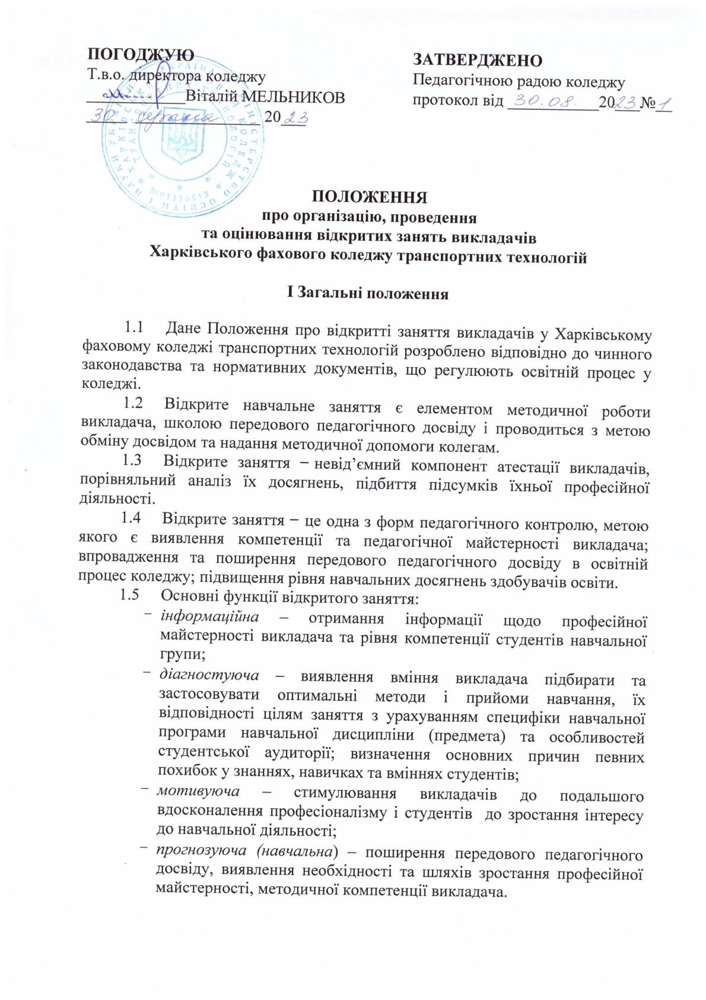 ПОГОДЖУЮ
Т.в.о. директора коледжу
____________Віталій МЕЛЬНИКОВ
30 серпня 2023
ЗАТВЕРДЖЕНО
Педагогічною радою коледжу
протокол від 30.08. 2023 № 1
№01116443
ПОЛОЖЕННЯ
про організацію, проведення
та оцінювання відкритих занять викладачів
Харківського фахового коледжу транспортних технологій
І Загальні положення
1.1 Дане Положення про відкритті заняття викладачів у Харківському
фаховому коледжі транспортних технологій розроблено відповідно до чинного
законодавства та нормативних документів, що регулюють освітній процес у
коледжі.
1.2 Відкрите навчальне заняття є елементом методичної роботи
викладача, школою передового педагогічного досвіду і проводиться з метою
обміну досвідом та надання методичної допомоги колегам.
1.3 Відкрите заняття − невід’ємний компонент атестації викладачів,
порівняльний аналіз їх досягнень, підбиття підсумків їхньої професійної
діяльності.
1.4 Відкрите заняття − це одна з форм педагогічного контролю, метою
якого є виявлення компетенції та педагогічної майстерності викладача;
впровадження та поширення передового педагогічного досвіду в освітній
процес коледжу; підвищення рівня навчальних досягнень здобувачів освіти.
1.5 Основні функції відкритого заняття:
− інформаційна – отримання інформації щодо професійної
майстерності викладача та рівня компетенції студентів навчальної
групи;
− діагностуюча – виявлення вміння викладача підбирати та
застосовувати оптимальні методи і прийоми навчання, їх
відповідності цілям заняття з урахуванням специфіки навчальної
програми навчальної дисципліни (предмета) та особливостей
студентської аудиторії; визначення основних причин певних
похибок у знаннях, навичках та вміннях студентів;
− мотивуюча – стимулювання викладачів до подальшого
вдосконалення професіоналізму і студентів до зростання інтересу
до навчальної діяльності;
− прогнозуюча (навчальна) – поширення передового педагогічного
досвіду, виявлення необхідності та шляхів зростання професійної
майстерності, методичної компетенції викладача.